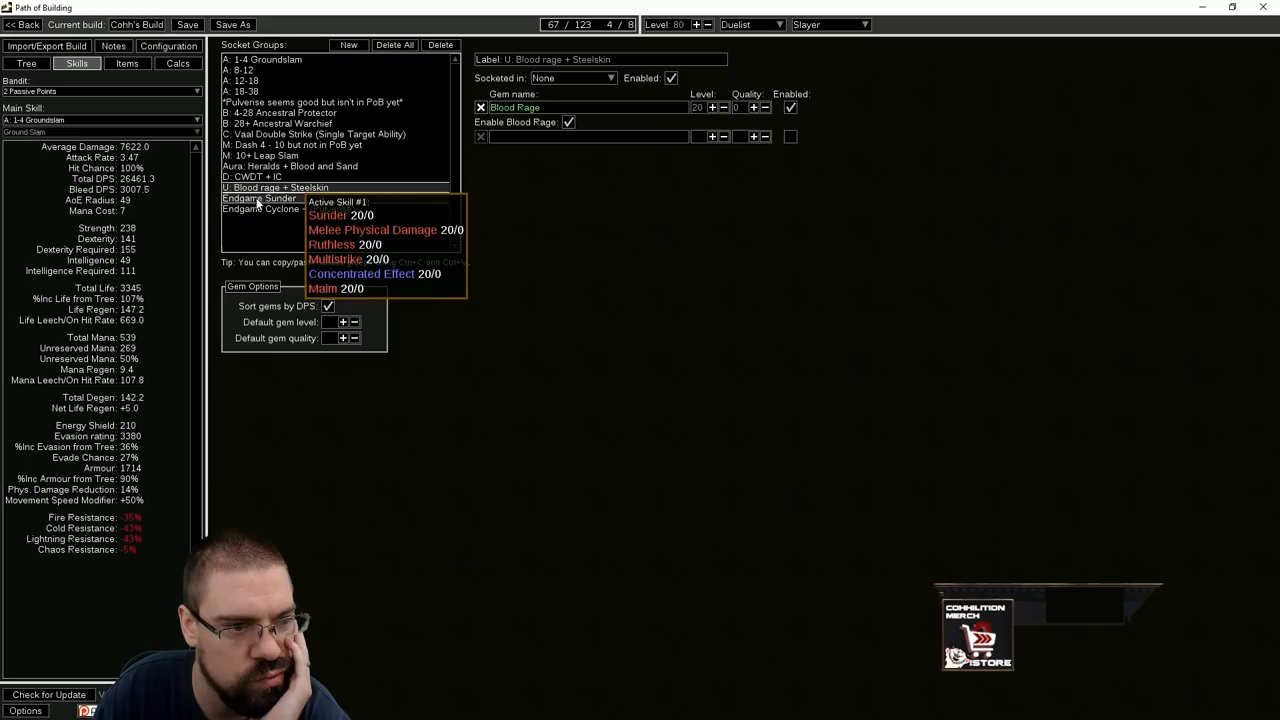 Path of Building
<< Back
Current build: Cohh's Build
Save
Save As
67 / 123 4 / 8
Level: 80
Duelist
Slayer
Import/Export Build
Notes
Configuration
Tree
Skills
Items
Calcs
Bandit:
2 Passive Points
Main Skill:
A: 1-4 Groundslam
Ground Slam
Average Damage: 7622.0
Attack Rate: 3.47
Hit Chance: 100%
Total DPS: 26461.3
Bleed DPS: 3007.5
AoE Radius: 49
Mana Cost: 7
Strength: 238
Dexterity: 141
Dexterity Required: 155
Intelligence: 49
Intelligence Required: 111
Total Life: 3345
%Inc Life from Tree: 107%
Life Regen: 147.2
Life Leech/On Hit Rate: 669.0
Total Mana: 539
Unreserved Mana: 269
Unreserved Mana: 50%
Mana Regen: 9.4
Mana Leech/On Hit Rate: 107.8
Total Degen: 142.2
Net Life Regen: +5.0
Energy Shield: 210
Evasion rating: 3380
%Inc Evasion from Tree: 36%
Evade Chance: 27%
Armour: 1714
%Inc Armour from Tree: 90%
Phys. Damage Reduction: 14%
Movement Speed Modifier: +50%
Fire Resistance: -35%
Cold Resistance: -43%
Lightning Resistance: -43%
Chaos Resistance: -5%
Check for Update
Options
Socket Groups:
New
Delete All
Delete
A: 1-4 Groundslam
A: 8-12
A: 12-18
A: 18-38
*Pulverise seems good but isn't in PoB yet*
B: 4-28 Ancestral Protector
B: 28+ Ancestral Warchief
C: Vaal Double Strike (Single Target Ability)
M: Dash 4 - 10 but not in PoB yet
M: 10+ Leap Slam
Aura: Heralds + Blood and Sand
D: CWDT + IC
U: Blood rage + Steelskin
Endgame Sunder
Endgame Cyclone
Active Skill #1:
Sunder 20/0
Melee Physical Damage 20/0
Ruthless 20/0
Multistrike 20/0
Concentrated Effect 20/0
Maim 20/0
Tip: You can copy/pas
Gem Options
Sort gems by DPS:
Default gem level:
Default gem quality:
Label: U: Blood rage + Steelskin
Socketed in: None
Enabled:
Gem name:
Level:
Quality:
Enabled:
Blood Rage
20
0
Enable Blood Rage:
COHHILITION
MERCH
STORE